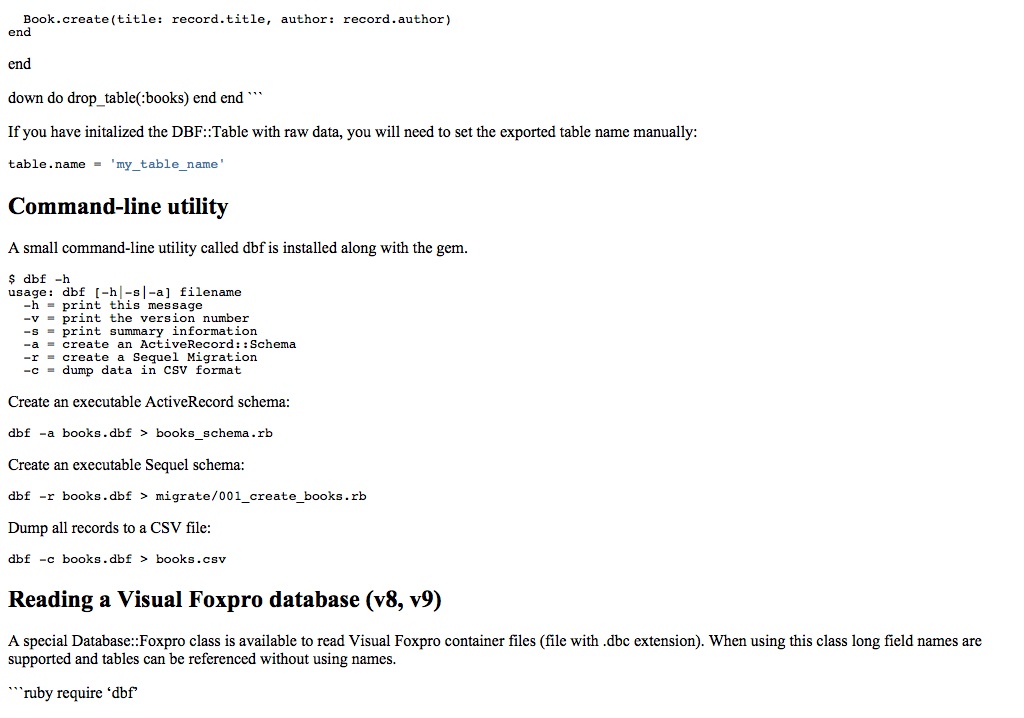 Book.create(title: record.title, author: record.author)
end
end
down do drop_table(:books) end end ```
If you have initalized the DBF::Table with raw data, you will need to set the exported table name manually:
table.name = 'my_table_name'
Command-line utility
A small command-line utility called dbf is installed along with the gem.
$ dbf -h
usage: dbf [-h|-s|-a] filename
-h = print this message
-v = print the version number
-s = print summary information
-a = create an ActiveRecord::Schema
-r = create a Sequel Migration
-c = dump data in CSV format
Create an executable ActiveRecord schema:
dbf -a books.dbf > books_schema.rb
Create an executable Sequel schema:
dbf -r books.dbf > migrate/001_create_books.rb
Dump all records to a CSV file:
dbf -c books.dbf > books.csv
Reading a Visual Foxpro database (v8, v9)
A special Database::Foxpro class is available to read Visual Foxpro container files (file with .dbc extension). When using this class long field names are
supported and tables can be referenced without using names.
```ruby require ‘dbf’